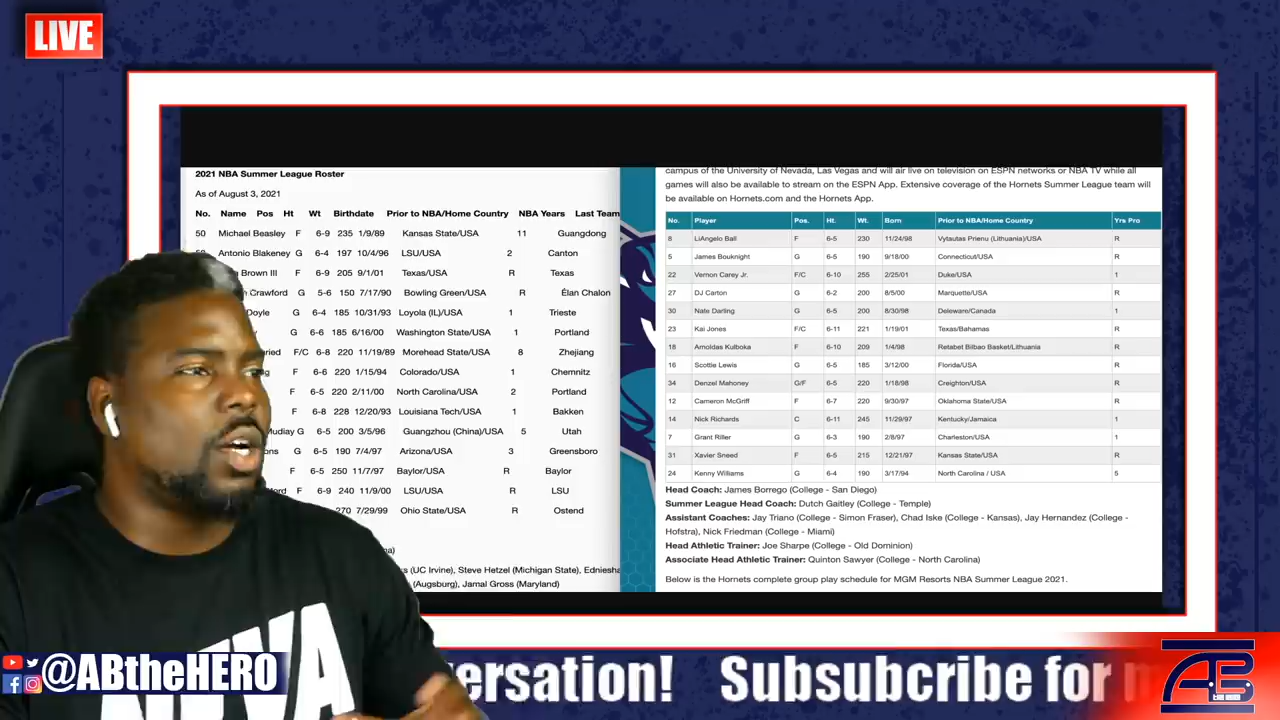 LIVE
2021 NBA Summer League Roster
As of August 3, 2021
No. Name Pos Ht Wt Birthdate Prior to NBA/Home Country NBA Years Last Team
50 Michael Beasley F 6-9 235 1/9/89 Kansas State/USA 11 Guangdong
Antonio Blakeney G 6-4 197 10/4/96 LSU/USA 2 Canton
Brown III F 6-9 205 9/1/01 Texas/USA R Texas
Crawford G 5-6 150 7/17/90 Bowling Green/USA R Élan Chalon
Doyle G 6-4 185 10/31/93 Loyola (IL)/USA 1 Trieste
G 6-6 185 6/16/00 Washington State/USA 1 Portland
F/C 6-8 220 11/19/89 Morehead State/USA 8 Zhejiang
F 6-6 220 1/15/94 Colorado/USA 1 Chemnitz
F 6-5 220 2/11/00 North Carolina/USA 2 Portland
F 6-8 228 12/20/93 Louisiana Tech/USA 1 Bakken
Mudiay G 6-5 200 3/5/96 Guangzhou (China)/USA 5 Utah
G 6-5 190 7/4/97 Arizona/USA 3 Greensboro
F 6-5 250 11/7/97 Baylor/USA R Baylor
F 6-9 240 11/9/00 LSU/USA R LSU
270 7/29/99 Ohio State/USA R Ostend
(UC Irvine), Steve Hetzel (Michigan State), Edniesha
(Augsburg), Jamal Gross (Maryland)
campus of the University of Nevada, Las Vegas and will air live on television on ESPN networks or NBA TV while all
games will also be available to stream on the ESPN App. Extensive coverage of the Hornets Summer League team will
be available on Hornets.com and the Hornets App.
No. Player Pos. Ht. Wt. Born Prior to NBA/Home Country Yrs Pro
8 LiAngelo Ball F 6-5 230 11/24/98 Vytautas Prienu (Lithuania)/USA R
5 James Bouknight G 6-5 190 9/18/00 Connecticut/USA R
22 Vernon Carey Jr. F/C 6-10 255 2/25/01 Duke/USA 1
27 DJ Carton G 6-2 200 8/5/00 Marquette/USA R
30 Nate Darling G 6-5 200 8/30/98 Deleware/Canada 1
23 Kai Jones F/C 6-11 221 1/19/01 Texas/Bahamas R
18 Arnoldas Kulboka F 6-10 209 1/4/98 Retabet Bilbao Basket/Lithuania R
16 Scottie Lewis G 6-5 185 3/12/00 Florida/USA R
34 Denzel Mahoney G/F 6-5 220 1/18/98 Creighton/USA R
12 Cameron McGriff F 6-7 220 9/30/97 Oklahoma State/USA R
14 Nick Richards C 6-11 245 11/29/97 Kentucky/Jamaica 1
7 Grant Riller G 6-3 190 2/8/97 Charleston/USA 1
31 Xavier Sneed F 6-5 215 12/21/97 Kansas State/USA R
24 Kenny Williams G 6-4 190 3/17/94 North Carolina / USA 5
Head Coach: James Borrego (College - San Diego)
Summer League Head Coach: Dutch Gaitley (College - Temple)
Assistant Coaches: Jay Triano (College - Simon Fraser), Chad Iske (College - Kansas), Jay Hernandez (College -
Hofstra), Nick Friedman (College - Miami)
Head Athletic Trainer: Joe Sharpe (College - Old Dominion)
Associate Head Athletic Trainer: Quinton Sawyer (College - North Carolina)
Below is the Hornets complete group play schedule for MGM Resorts NBA Summer League 2021.
@ABtheHERO
ersation! Subsubcribe for
AB